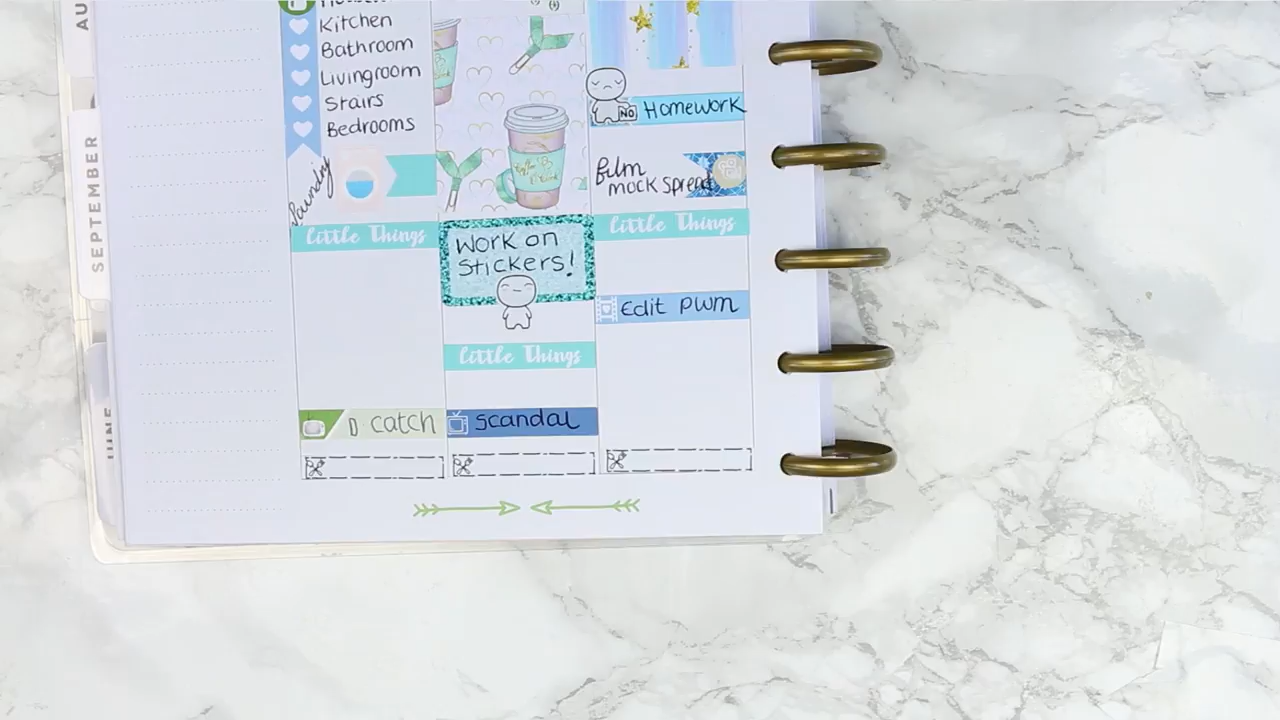 Kitchen
Bathroom
Livingroom
Stairs
Bedrooms
Laundry
Little Things
Work on
Stickers!
Little Things
D catch
Scandal
NO Homework
film
mock spread
Little Things
Edit pwm
SEPTEMBER
AU
JUNE